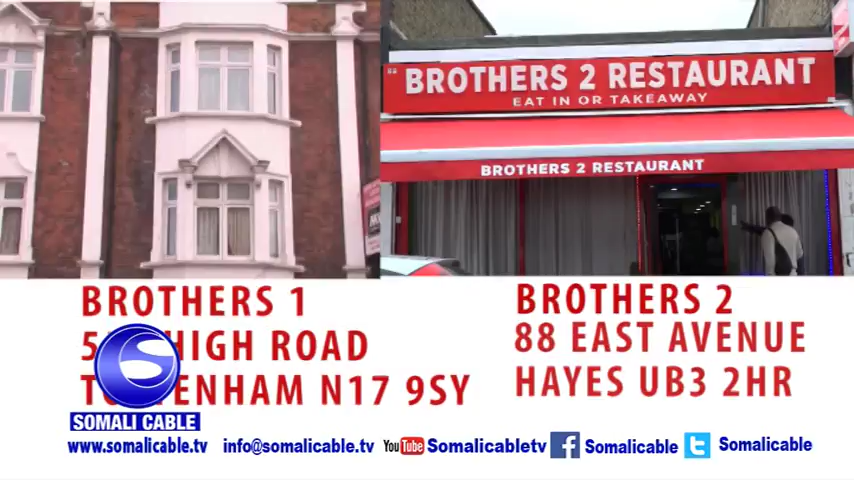 BROTHERS 2 RESTAURANT
EAT IN OR TAKEAWAY
BROTHERS 2 RESTAURANT
BROTHERS 1
HIGH ROAD
N17 9SY
BROTHERS 2
88 EAST AVENUE
HAYES UB3 2HR
S
SOMALI CABLE
www.somalicable.tv
info@somalicable.tv
YouTube Somalicabletv
f Somalicable
Somalicable